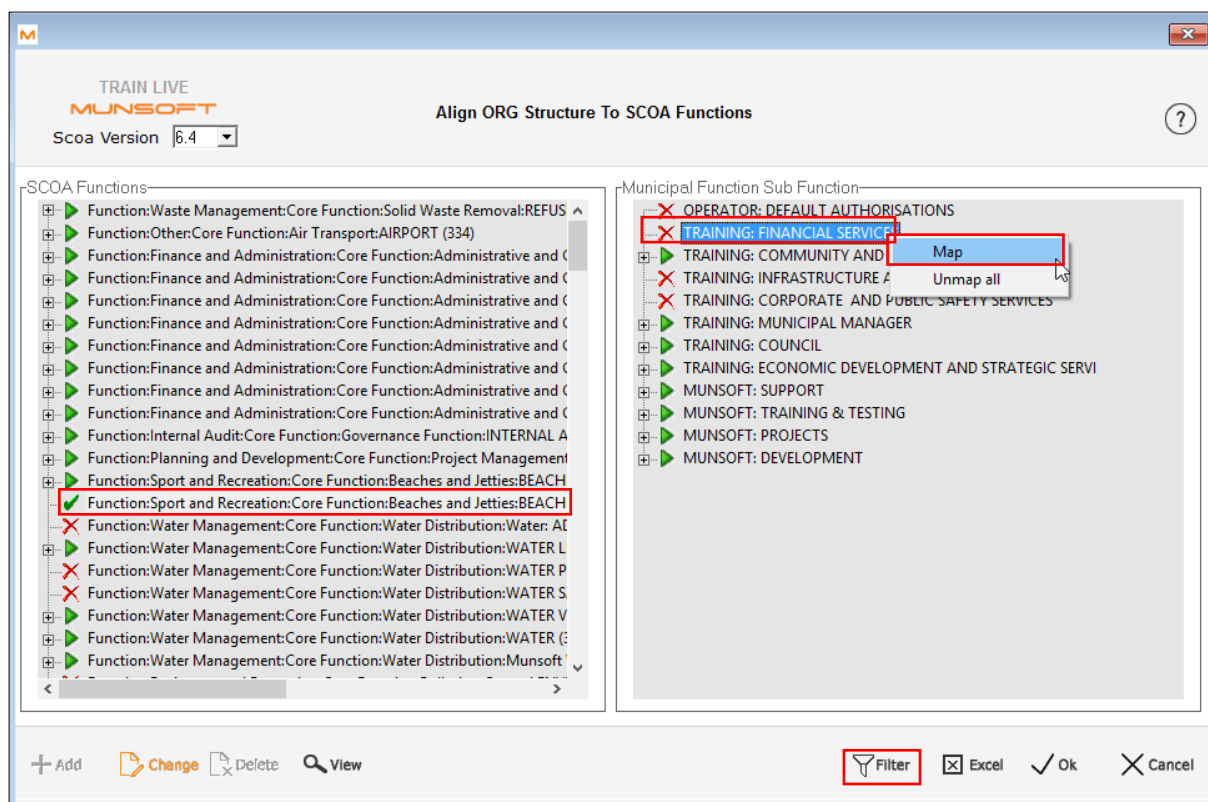 TRAIN LIVE
MUNSOFT
Scoa Version 6.4
Align ORG Structure To SCOA Functions
?
SCOA Functions
Function:Waste Management:Core Function:Solid Waste Removal:REFUS
Function:Other:Core Function:Air Transport:AIRPORT (334)
Function:Finance and Administration:Core Function:Administrative and
Function:Finance and Administration:Core Function:Administrative and
Function:Finance and Administration:Core Function:Administrative and
Function:Finance and Administration:Core Function:Administrative and
Function:Finance and Administration:Core Function:Administrative and
Function:Finance and Administration:Core Function:Administrative and
Function:Finance and Administration:Core Function:Administrative and
Function:Finance and Administration:Core Function:Administrative and
Function:Internal Audit:Core Function:Governance Function:INTERNAL A
Function:Planning and Development:Core Function:Project Management
Function:Sport and Recreation:Core Function:Beaches and Jetties:BEACH
Function:Sport and Recreation:Core Function:Beaches and Jetties:BEACH
Function:Water Management:Core Function:Water Distribution:Water: AD
Function:Water Management:Core Function:Water Distribution:WATER L
Function:Water Management:Core Function:Water Distribution:WATER P
Function:Water Management:Core Function:Water Distribution:WATER S
Function:Water Management:Core Function:Water Distribution:WATER V
Function:Water Management:Core Function:Water Distribution:WATER (3
Function:Water Management:Core Function:Water Distribution:Munsoft
Municipal Function Sub Function
OPERATOR: DEFAULT AUTHORISATIONS
TRAINING: FINANCIAL SERVICES
TRAINING: COMMUNITY AND
TRAINING: INFRASTRUCTURE A
TRAINING: CORPORATE AND PUBLIC SAFETY SERVICES
TRAINING: MUNICIPAL MANAGER
TRAINING: COUNCIL
TRAINING: ECONOMIC DEVELOPMENT AND STRATEGIC SERVI
MUNSOFT: SUPPORT
MUNSOFT: TRAINING & TESTING
MUNSOFT: PROJECTS
MUNSOFT: DEVELOPMENT
Map
Unmap all
Add Change Delete View Filter Excel Ok Cancel